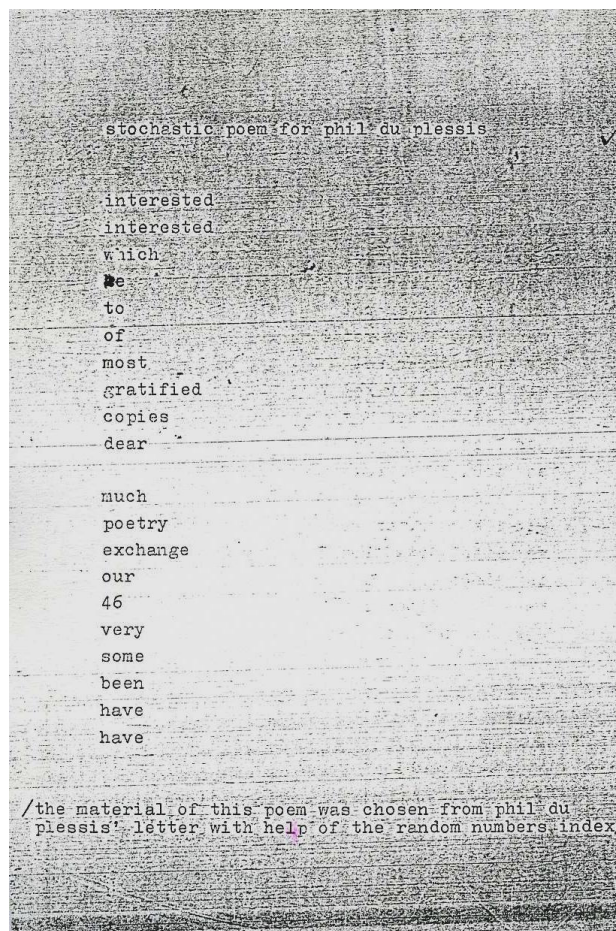 stochastic poem for phil du plessis
interested
interested
which
to
of
most
gratified
copies
dear
much
poetry
exchange
our
46
very
some
been
have
have
/the material of this poem was chosen from phil du
plessis' letter with help of the random numbers index